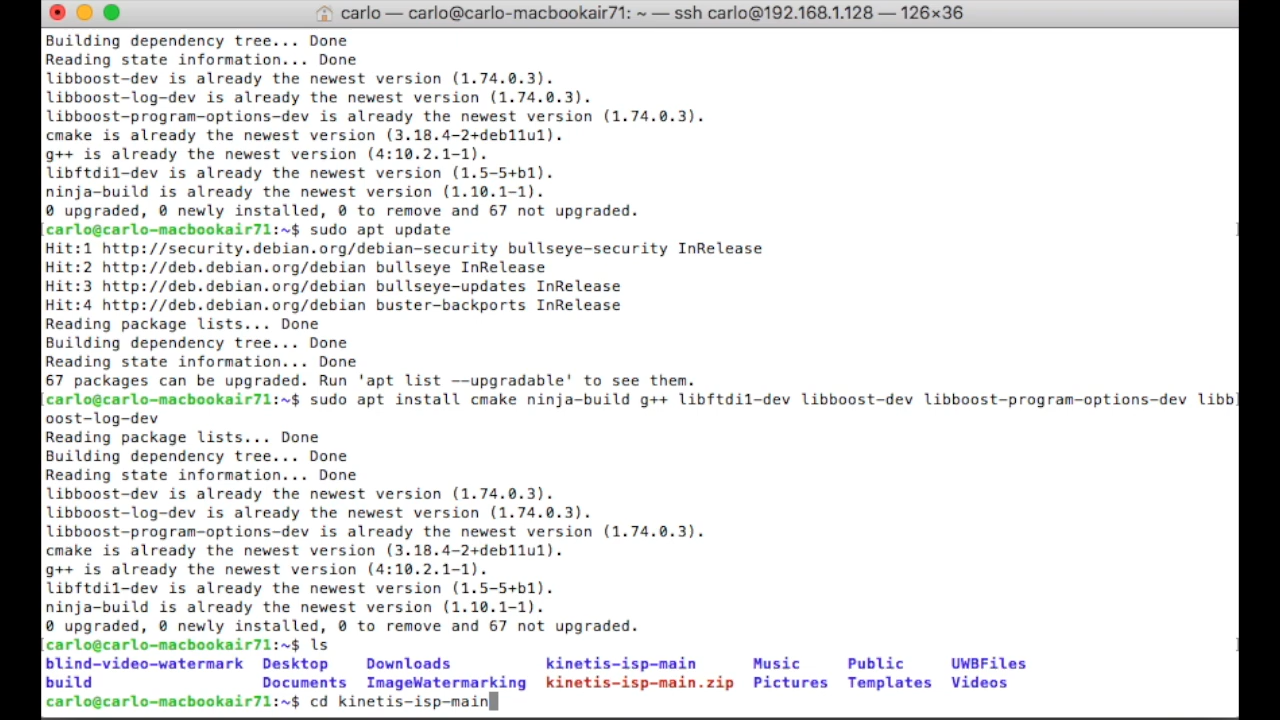 carlo — carlo@carlo-macbookair71: ~ — ssh carlo@192.168.1.128 — 126×36
Building dependency tree... Done
Reading state information... Done
libboost-dev is already the newest version (1.74.0.3).
libboost-log-dev is already the newest version (1.74.0.3).
libboost-program-options-dev is already the newest version (1.74.0.3).
cmake is already the newest version (3.18.4-2+deb11u1).
g++ is already the newest version (4:10.2.1-1).
libftdi1-dev is already the newest version (1.5-5+b1).
ninja-build is already the newest version (1.10.1-1).
0 upgraded, 0 newly installed, 0 to remove and 67 not upgraded.
[carlo@carlo-macbookair71:~$ sudo apt update ]
Hit:1 http://security.debian.org/debian-security bullseye-security InRelease
Hit:2 http://deb.debian.org/debian bullseye InRelease
Hit:3 http://deb.debian.org/debian bullseye-updates InRelease
Hit:4 http://deb.debian.org/debian buster-backports InRelease
Reading package lists... Done
Building dependency tree... Done
Reading state information... Done
67 packages can be upgraded. Run 'apt list --upgradable' to see them.
[carlo@carlo-macbookair71:~$ sudo apt install cmake ninja-build g++ libftdi1-dev libboost-dev libboost-program-options-dev libb]
oost-log-dev
Reading package lists... Done
Building dependency tree... Done
Reading state information... Done
libboost-dev is already the newest version (1.74.0.3).
libboost-log-dev is already the newest version (1.74.0.3).
libboost-program-options-dev is already the newest version (1.74.0.3).
cmake is already the newest version (3.18.4-2+deb11u1).
g++ is already the newest version (4:10.2.1-1).
libftdi1-dev is already the newest version (1.5-5+b1).
ninja-build is already the newest version (1.10.1-1).
0 upgraded, 0 newly installed, 0 to remove and 67 not upgraded.
[carlo@carlo-macbookair71:~$ ls ]
blind-video-watermark Desktop Downloads kinetis-isp-main Music Public UWBFiles
build Documents ImageWatermarking kinetis-isp-main.zip Pictures Templates Videos
carlo@carlo-macbookair71:~$ cd kinetis-isp-main